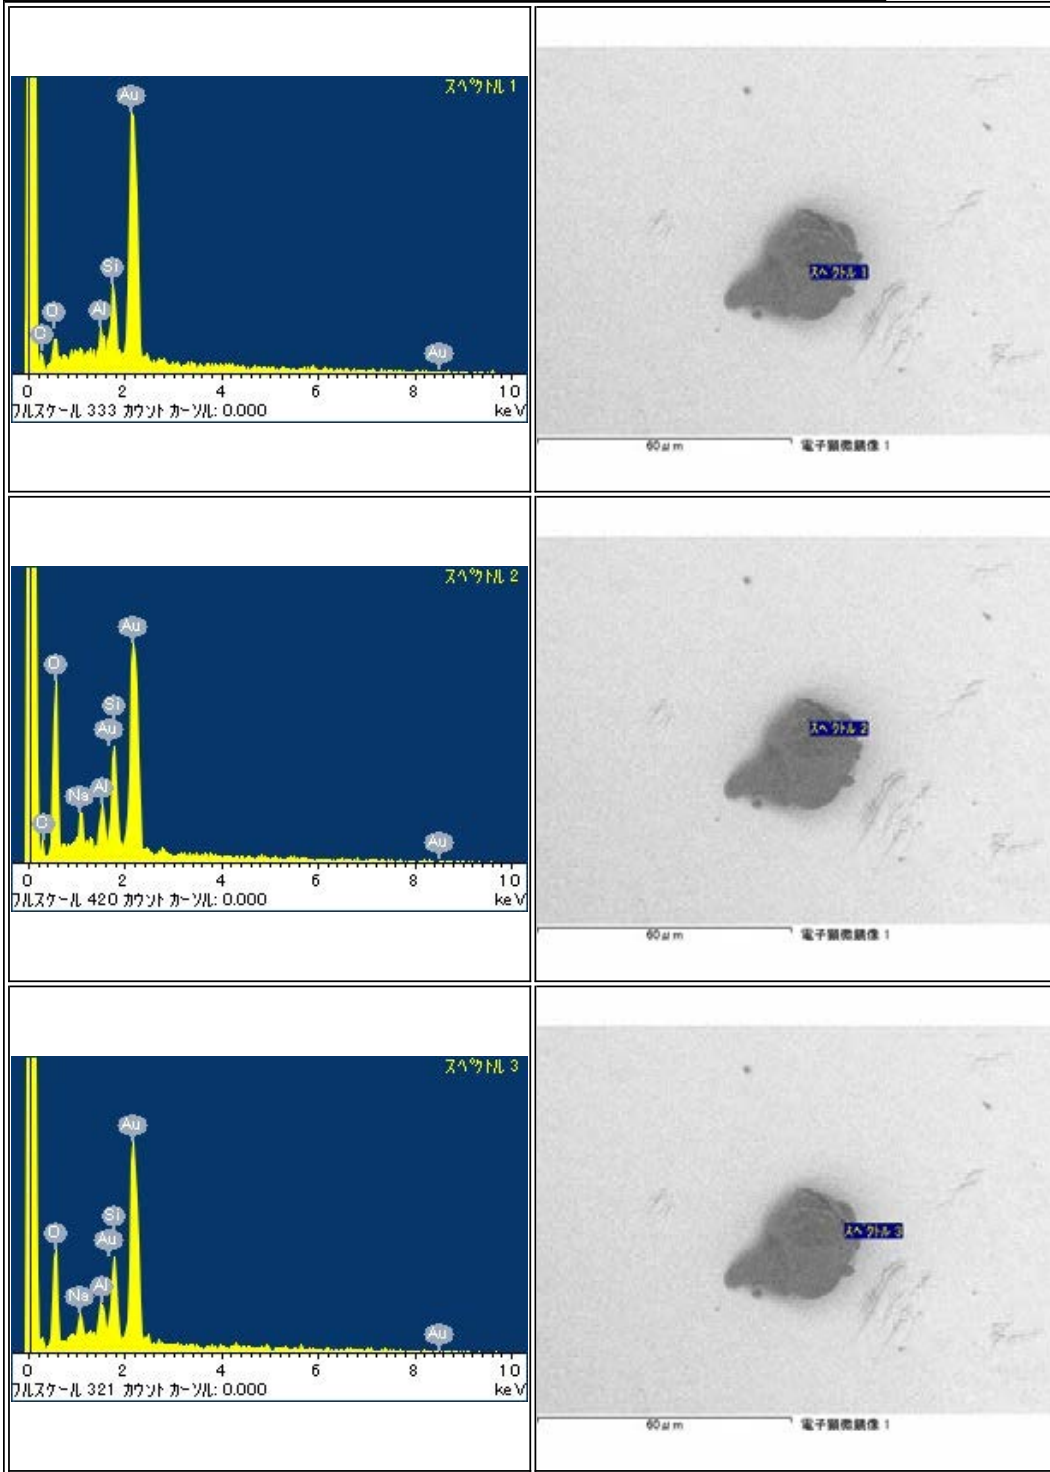 スペクトル 1
Au
Si
O
Al
C
Au
0 2 4 6 8 10
フルスケール 333 カウント カーソル: 0.000 keV
スペクトル 1
60μm 電子顕微鏡像 1
スペクトル 2
Au
O
Si
Au
Na
Al
C
Au
0 2 4 6 8 10
フルスケール 420 カウント カーソル: 0.000 keV
スペクトル 2
60μm 電子顕微鏡像 1
スペクトル 3
Au
Si
O
Au
Na
Al
Au
0 2 4 6 8 10
フルスケール 321 カウント カーソル: 0.000 keV
スペクトル 3
60μm 電子顕微鏡像 1